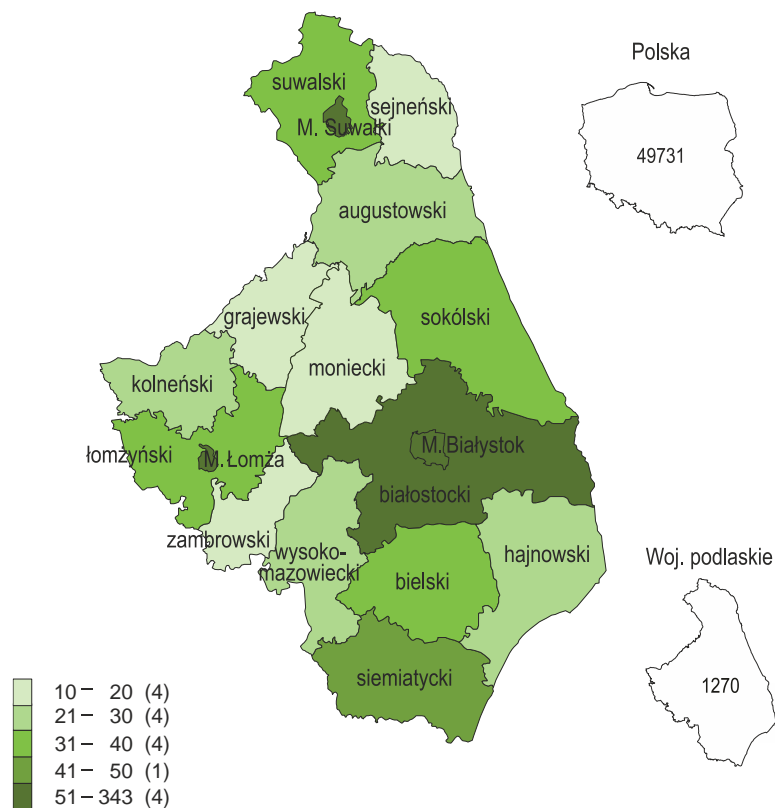 Polska
49731
suwalski
sejneński
M. Suwałki
augustowski
grajewski
sokólski
moniecki
kolneński
łomżyński
M. Łomża
M. Białystok
białostocki
zambrowski
wysoko-
mazowiecki
bielski
hajnowski
siemiatycki
Woj. podlaskie
1270
10 – 20 (4)
21 – 30 (4)
31 – 40 (4)
41 – 50 (1)
51 – 343 (4)